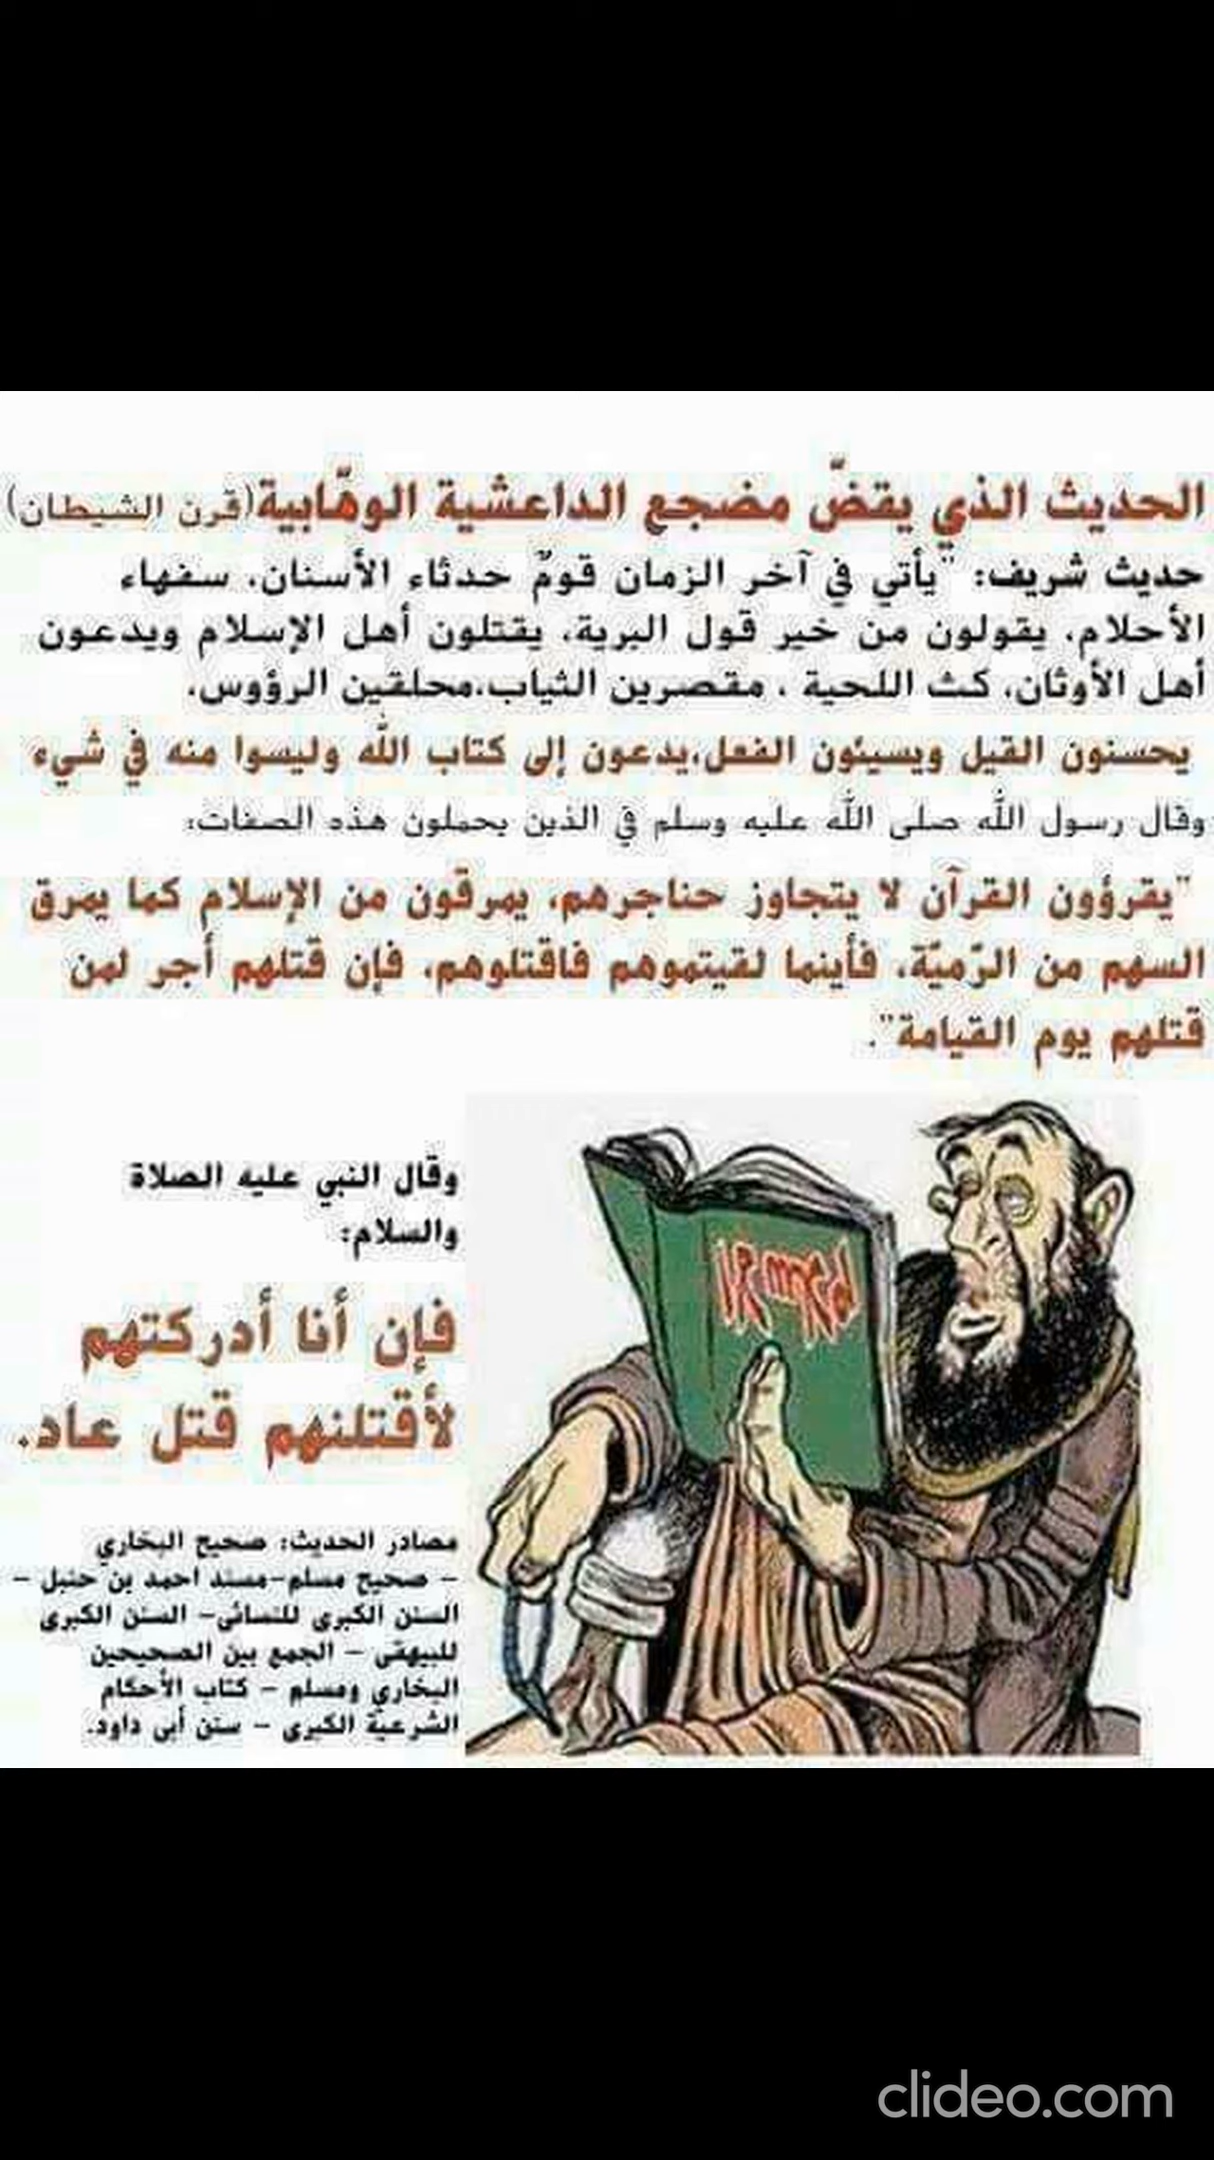 الحديث الذي يقضّ مضجع الداعشية الوهّابية(قرن الشيطان)
حديث شريف: "يأتي في آخر الزمان قومٌ حدثاء الأسنان، سفهاء
الأحلام، يقولون من خير قول البرية، يقتلون أهل الإسلام ويدعون
أهل الأوثان، كث اللحية ، مقصرين الثياب،محلقين الرؤوس،
يحسنون القيل ويسيئون الفعل،يدعون إلى كتاب الله وليسوا منه في شيء
وقال رسول الله صلى الله عليه وسلم في الذين يحملون هذه الصفات:
"يقرؤون القرآن لا يتجاوز حناجرهم، يمرقون من الإسلام كما يمرق
السهم من الرّميّة، فأينما لقيتموهم فاقتلوهم، فإن قتلهم أجر لمن
قتلهم يوم القيامة".
وقال النبي عليه الصلاة
والسلام:
فإن أنا أدركتهم
لأقتلنهم قتل عاد.
مصادر الحديث: صحيح البخاري
– صحيح مسلم-مسند احمد بن حنبل –
السنن الكبرى للنسائي– السنن الكبرى
للبيهقي – الجمع بين الصحيحين
البخاري ومسلم – كتاب الأحكام
الشرعية الكبرى – سنن أبي داود.
clideo.com